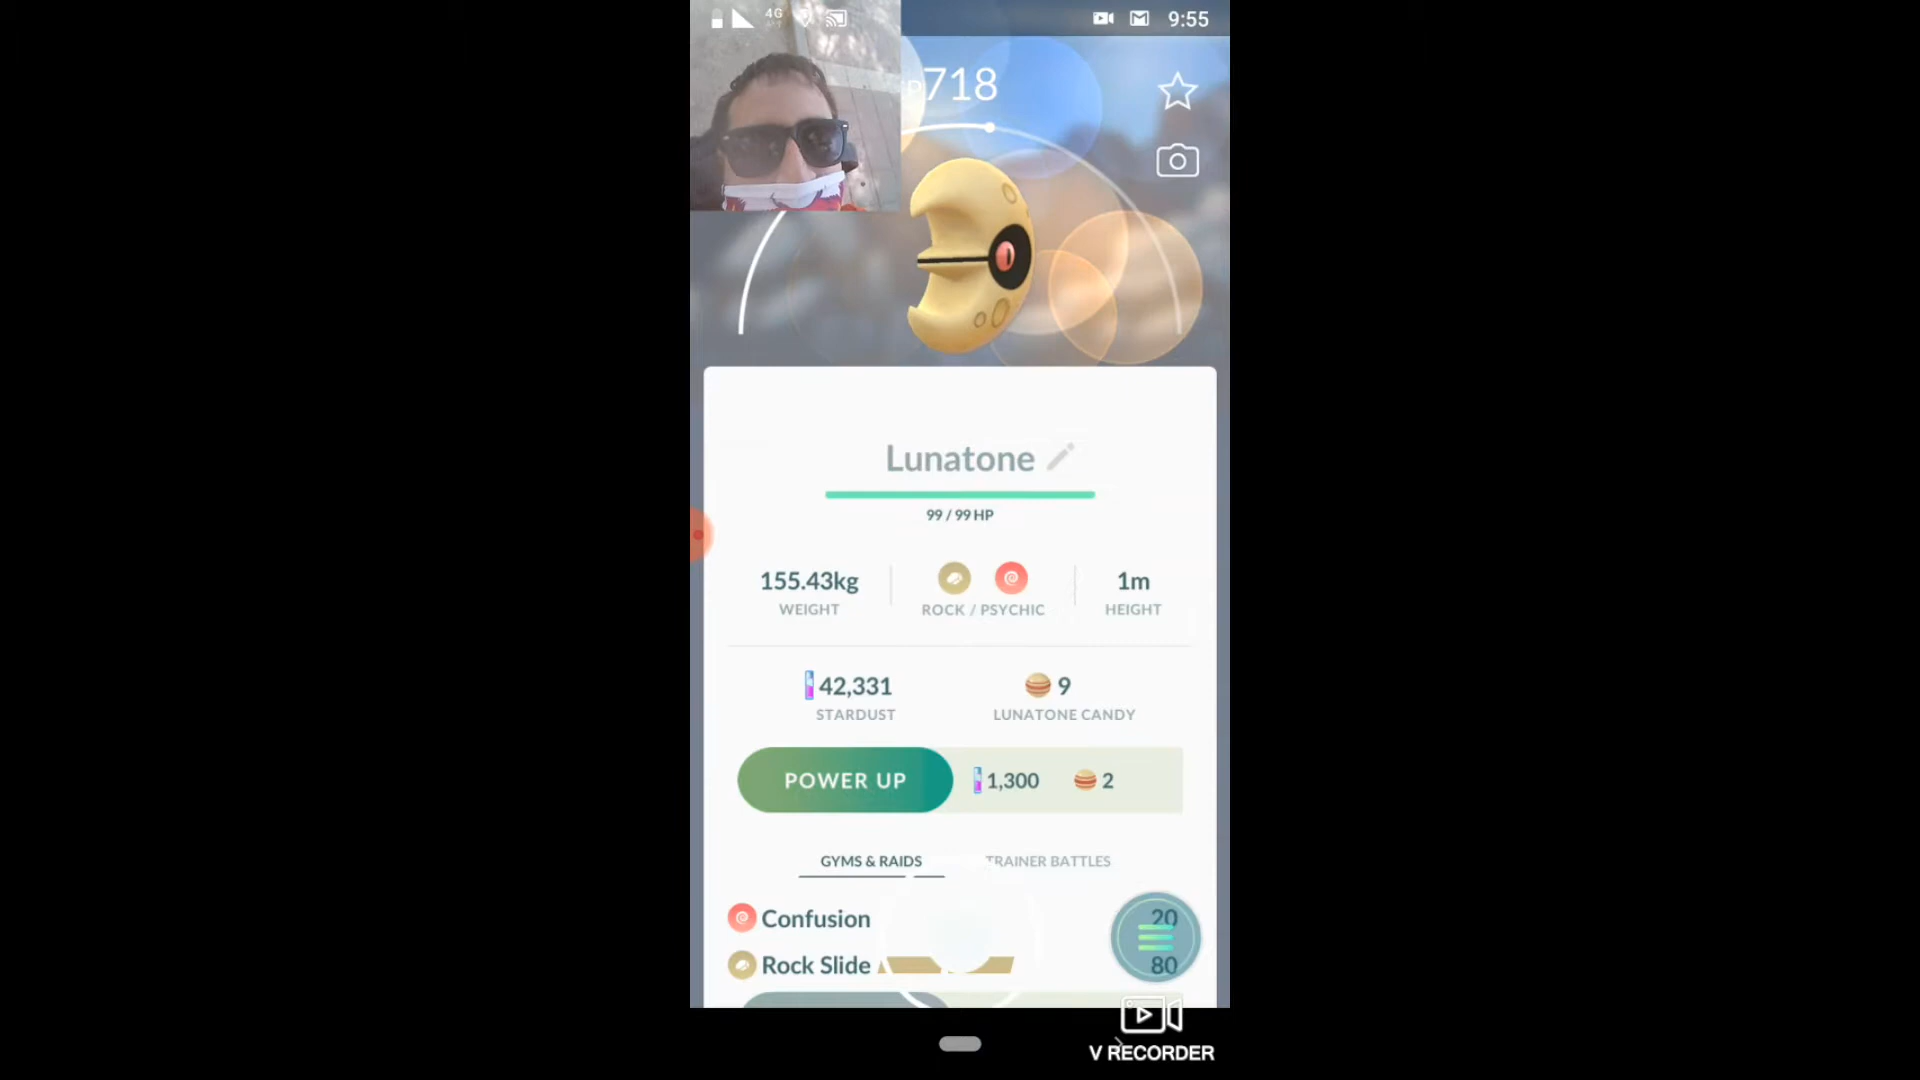 4G
9:55
718
Lunatone
99 / 99 HP
155.43kg
WEIGHT
ROCK / PSYCHIC
1m
HEIGHT
42,331
STARDUST
9
LUNATONE CANDY
POWER UP
1,300
2
GYMS & RAIDS
TRAINER BATTLES
Confusion
20
Rock Slide
80
V RECORDER